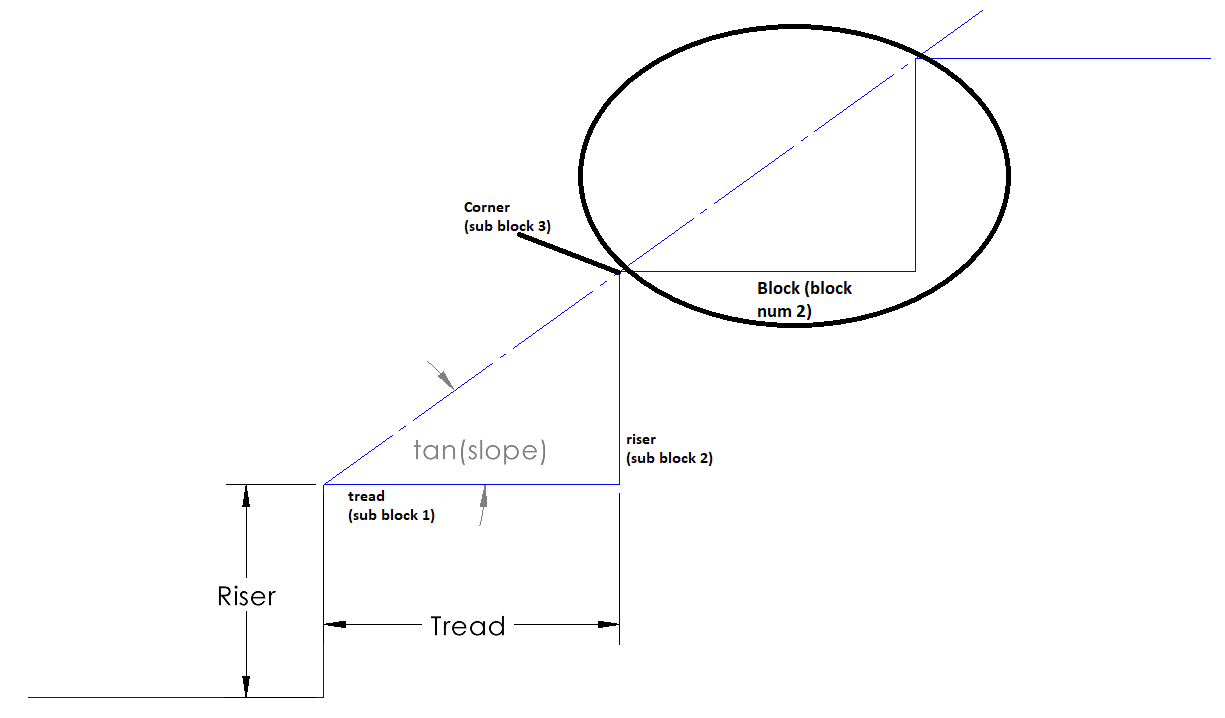 Corner
(sub block 3)
Block (block
num 2)
tan(slope)
riser
(sub block 2)
tread
(sub block 1)
Riser
Tread